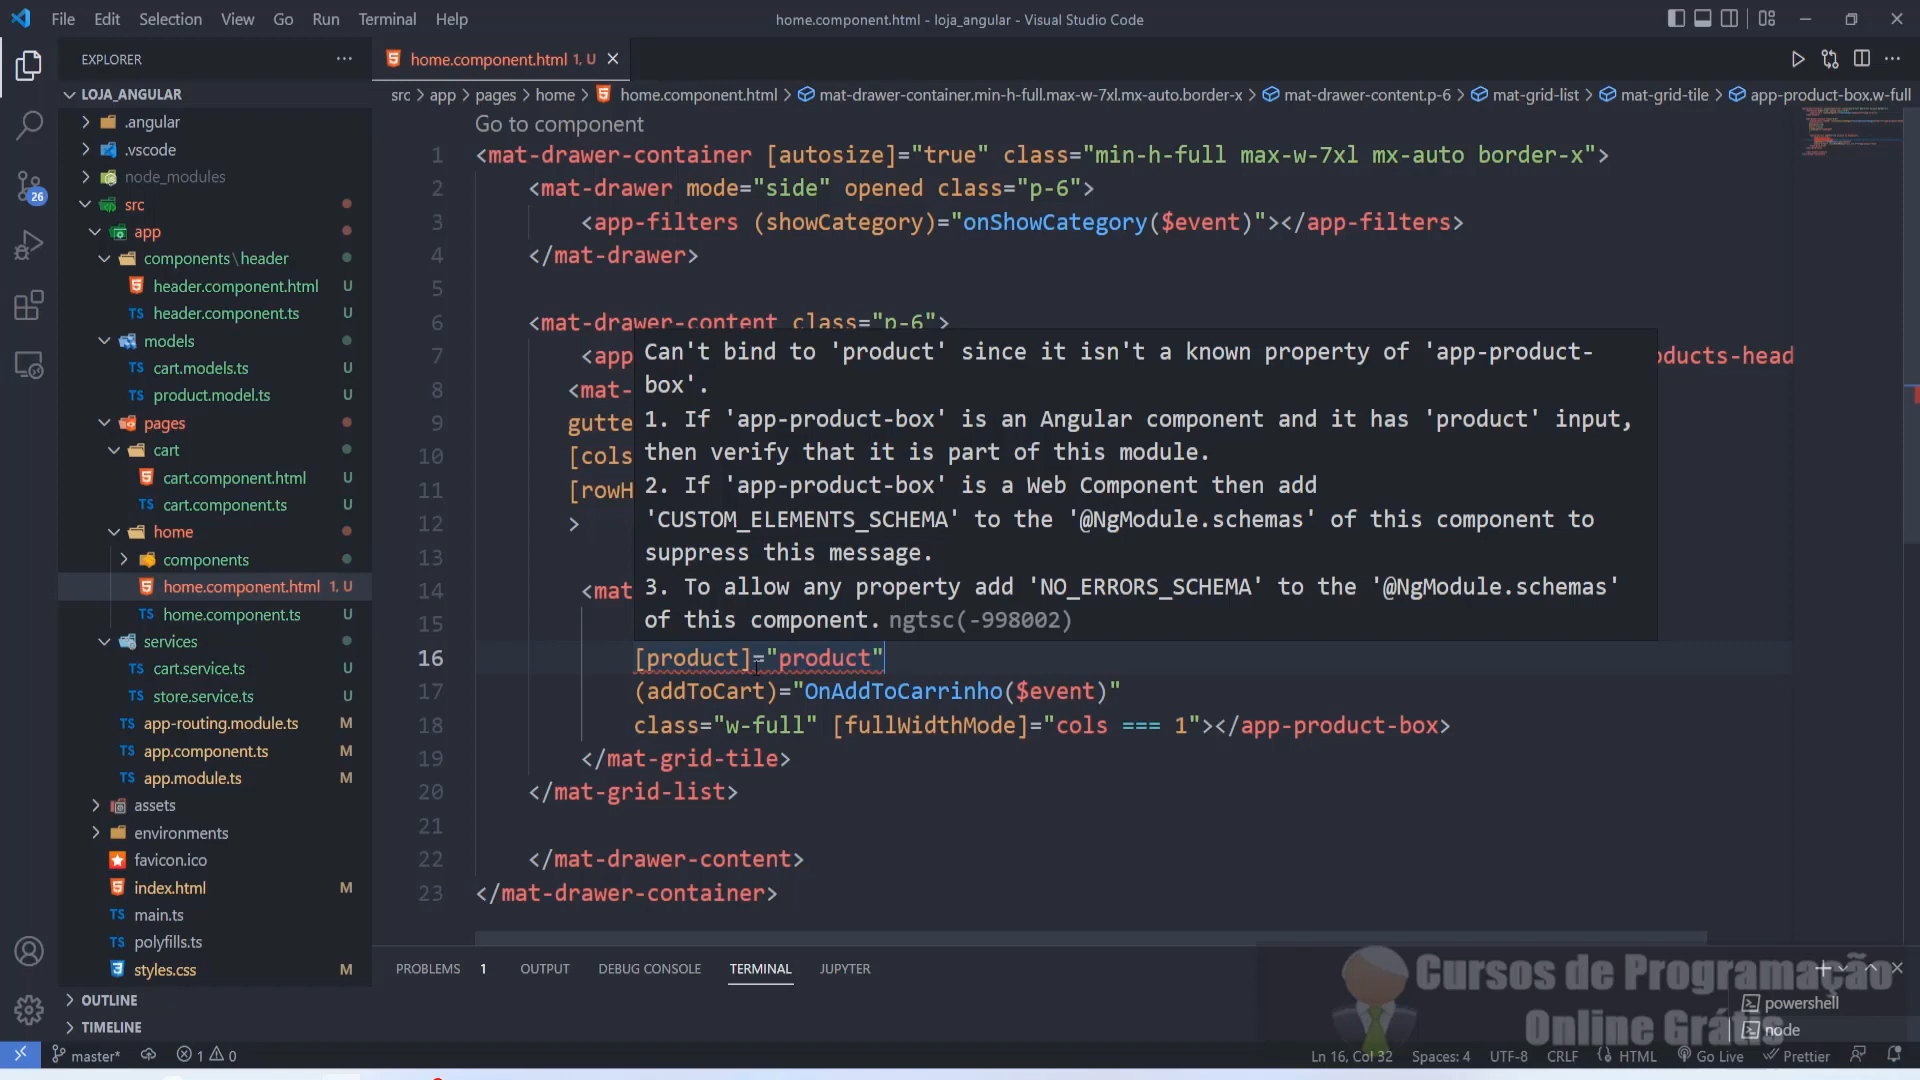 File Edit Selection View Go Run Terminal Help
home.component.html - loja_angular - Visual Studio Code
EXPLORER
home.component.html 1, U
LOJA_ANGULAR
src > app > pages > home > home.component.html > mat-drawer-container.min-h-full.max-w-7xl.mx-auto.border-x > mat-drawer-content.p-6 > mat-grid-list > mat-grid-tile > app-product-box.w-full
.angular
.vscode
node_modules
src
app
components\header
header.component.html U
header.component.ts U
models
cart.models.ts U
product.model.ts U
pages
cart
cart.component.html U
cart.component.ts U
home
components
home.component.html 1, U
home.component.ts U
services
cart.service.ts U
store.service.ts U
app-routing.module.ts M
app.component.ts M
app.module.ts M
assets
environments
favicon.ico
index.html M
main.ts
polyfills.ts
styles.css M
OUTLINE
TIMELINE
26
Go to component
1 <mat-drawer-container [autosize]="true" class="min-h-full max-w-7xl mx-auto border-x">
2 <mat-drawer mode="side" opened class="p-6">
3 <app-filters (showCategory)="onShowCategory($event)"></app-filters>
4 </mat-drawer>
5
6 <mat-drawer-content class="p-6">
7 <app oducts-head
8 <mat-
9 gutte
10 [cols
11 [rowH
12 >
13
14 <mat
15
Can't bind to 'product' since it isn't a known property of 'app-product-
box'.
1. If 'app-product-box' is an Angular component and it has 'product' input,
then verify that it is part of this module.
2. If 'app-product-box' is a Web Component then add
'CUSTOM_ELEMENTS_SCHEMA' to the '@NgModule.schemas' of this component to
suppress this message.
3. To allow any property add 'NO_ERRORS_SCHEMA' to the '@NgModule.schemas'
of this component. ngtsc(-998002)
16 [product]="product"
17 (addToCart)="OnAddToCarrinho($event)"
18 class="w-full" [fullWidthMode]="cols === 1"></app-product-box>
19 </mat-grid-tile>
20 </mat-grid-list>
21
22 </mat-drawer-content>
23 </mat-drawer-container>
PROBLEMS 1 OUTPUT DEBUG CONSOLE TERMINAL JUPYTER
Cursos de Programação
Online Grátis
powershell
node
master* 1 0
Ln 16, Col 32 Spaces: 4 UTF-8 CRLF HTML Go Live Prettier